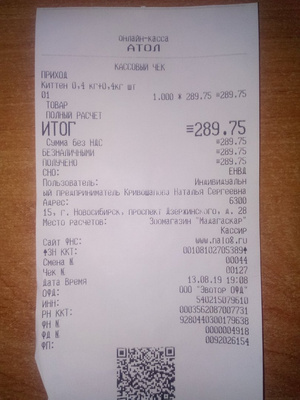 ОНЛАЙН-КАССА
АТОЛ
КАССОВЫЙ ЧЕК
ПРИХОД
Киттен 0.4 кг+0.4кг шт
01 1.000 * 289.75 =289.75
ТОВАР
ПОЛНЫЙ РАСЧЕТ
ИТОГ =289.75
Сумма без НДС =289.75
БЕЗНАЛИЧНЫМИ =289.75
ПОЛУЧЕНО =289.75
СНО: ЕНВД
Пользователь: Индивидуальн
ый предприниматель Кривошапова Наталья Сергеевна
Адрес: 6300
15, г. Новосибирск, проспект Дзержинского, д. 28
Место расчетов: Зоомагазин "Мадагаскар"
Кассир
Сайт ФНС: www.nalog.ru
ЗН ККТ: 00108102705389
Смена № 00044
Чек № 00127
Дата Время 13.08.19 19:08
ОФД: ООО "Эвотор ОФД"
ИНН: 540215079610
РН ККТ: 0003562087007731
ФН № 9280440300179638
ФД № 0000004918
ФП: 0092026154